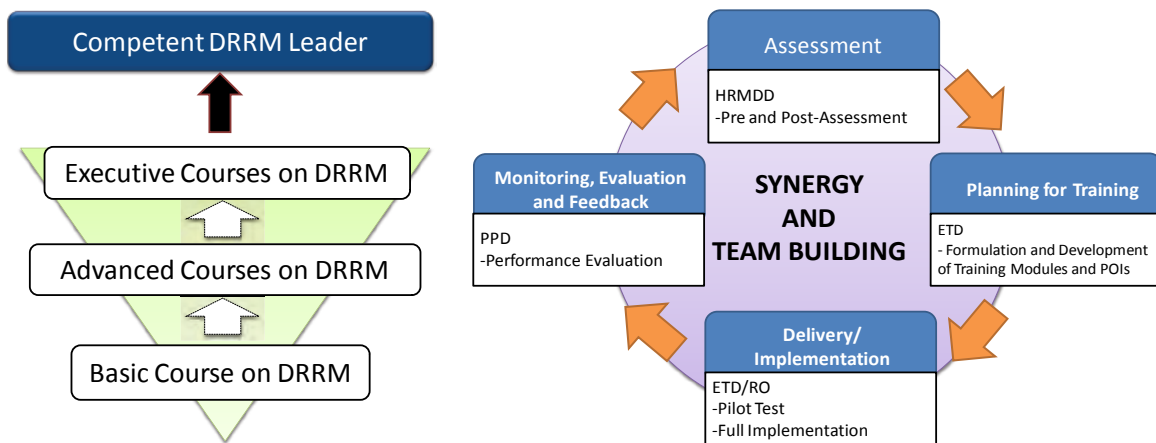 Competent DRRM Leader
Executive Courses on DRRM
Advanced Courses on DRRM
Basic Course on DRRM
Assessment
HRMDD
-Pre and Post-Assessment
Monitoring, Evaluation
and Feedback
PPD
-Performance Evaluation
SYNERGY
AND
TEAM BUILDING
Planning for Training
ETD
- Formulation and Development
of Training Modules and POIs
Delivery/
Implementation
ETD/RO
-Pilot Test
-Full Implementation